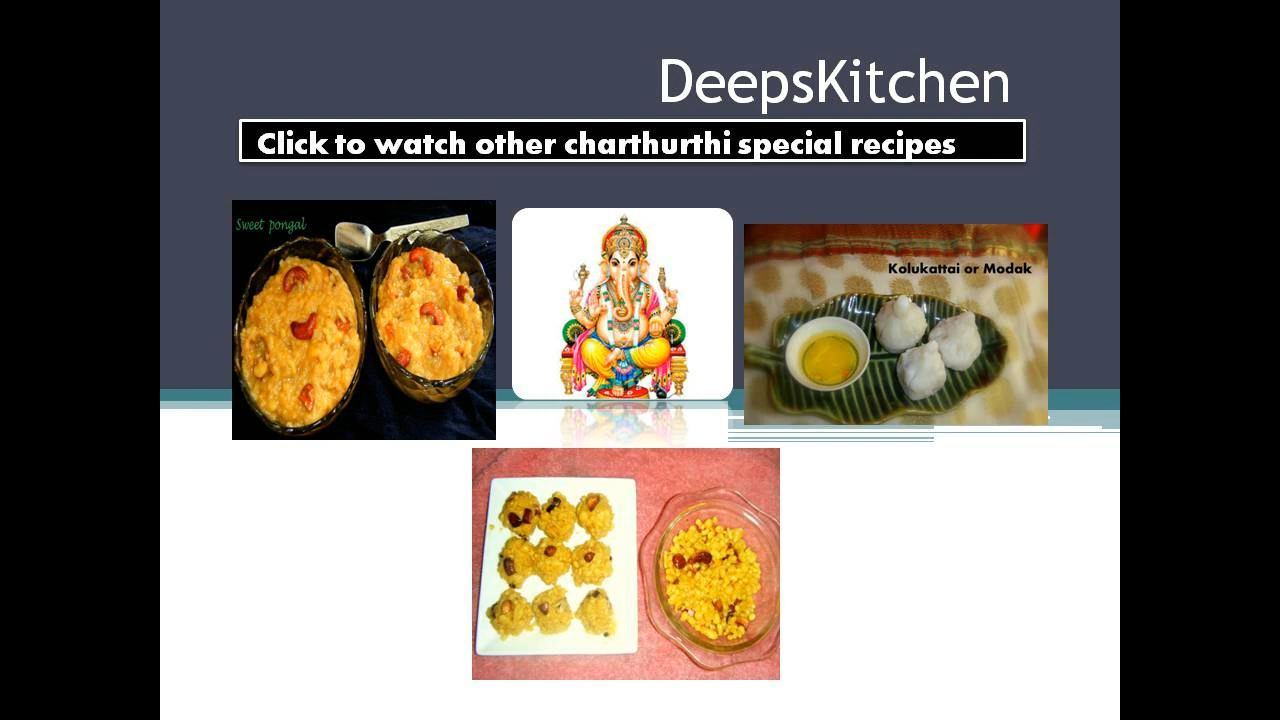 DeepsKitchen
Click to watch other charthurthi special recipes
Sweet pongal
Kolukattai or Modak